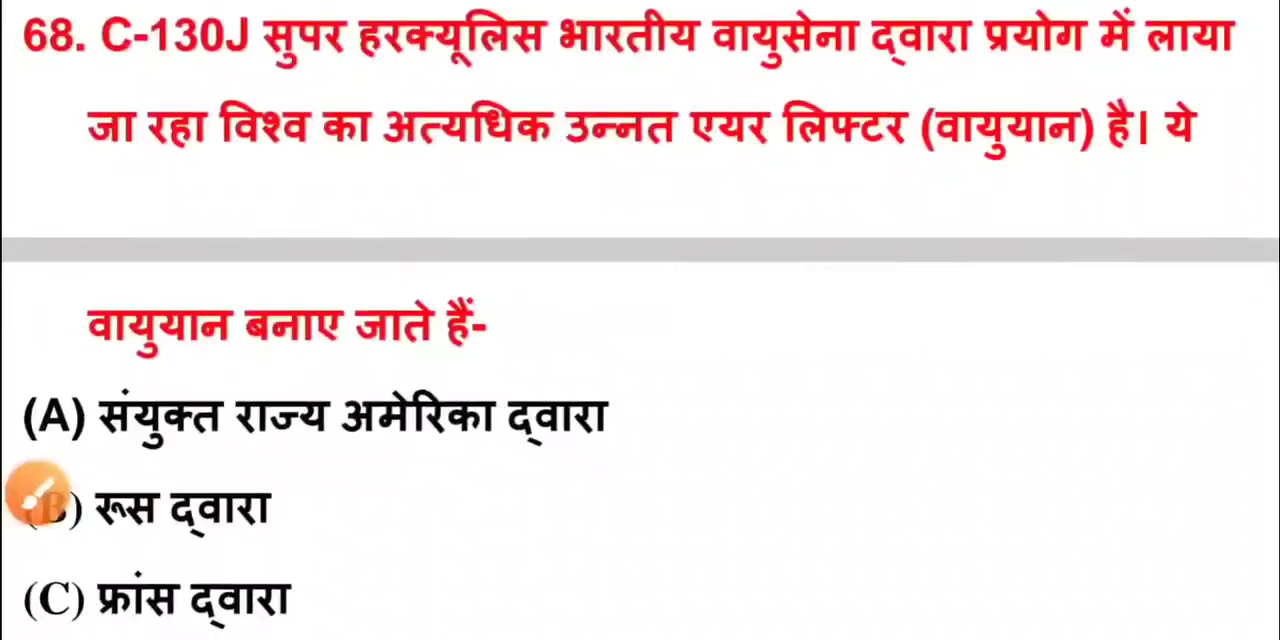 68. C-130J सुपर हरक्यूलिस भारतीय वायुसेना द्वारा प्रयोग में लाया
जा रहा विश्व का अत्यधिक उन्नत एयर लिफ्टर (वायुयान) है। ये
वायुयान बनाए जाते हैं-
(A) संयुक्त राज्य अमेरिका द्वारा
(B) रूस द्वारा
(C) फ्रांस द्वारा